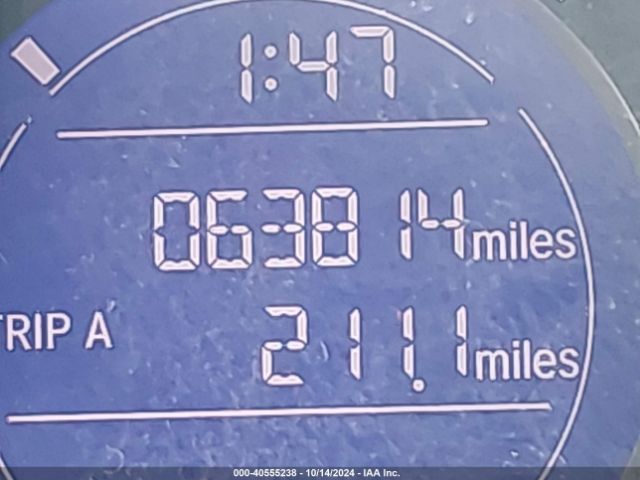 1:47
063814 miles
TRIP A 211.1 miles
000-40555238 - 10/14/2024 - IAA Inc.